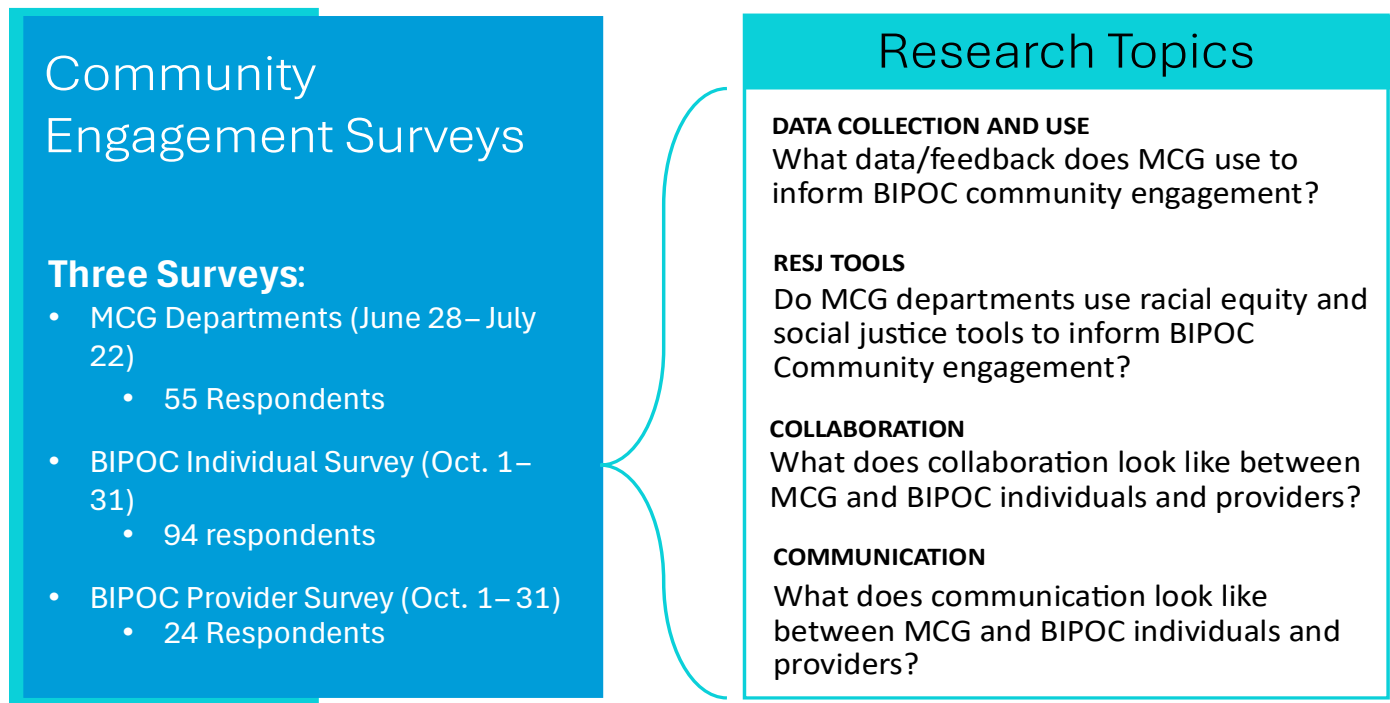 Community
Engagement Surveys
Three Surveys:
• MCG Departments (June 28–July
22)
• 55 Respondents
• BIPOC Individual Survey (Oct. 1–
31)
• 94 respondents
• BIPOC Provider Survey (Oct. 1–31)
• 24 Respondents
Research Topics
DATA COLLECTION AND USE
What data/feedback does MCG use to
inform BIPOC community engagement?
RESJ TOOLS
Do MCG departments use racial equity and
social justice tools to inform BIPOC
Community engagement?
COLLABORATION
What does collaboration look like between
MCG and BIPOC individuals and providers?
COMMUNICATION
What does communication look like
between MCG and BIPOC individuals and
providers?